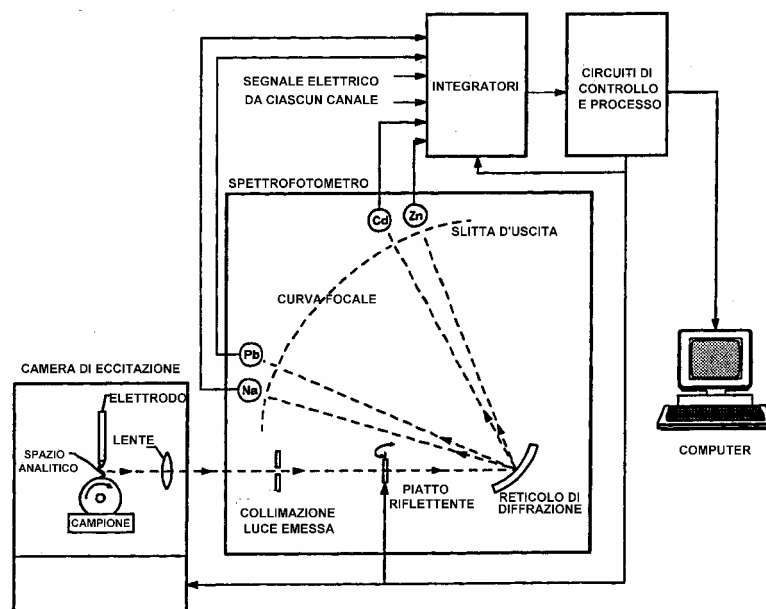 SEGNALE ELETTRICO
DA CIASCUN CANALE
INTEGRATORI
CIRCUITI DI
CONTROLLO
E PROCESSO
SPETTROFOTOMETRO
Cd
Zn
SLITTA D'USCITA
CURVA FOCALE
Pb
Na
CAMERA DI ECCITAZIONE
ELETTRODO
LENTE
SPAZIO
ANALITICO
CAMPIONE
COLLIMAZIONE
LUCE EMESSA
PIATTO
RIFLETTENTE
RETICOLO DI
DIFFRAZIONE
COMPUTER